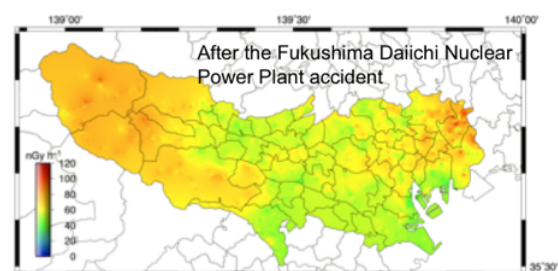 139°00' 139°30' 140°00'
After the Fukushima Daiichi Nuclear
Power Plant accident
nGy h⁻¹
120
100
80
60
40
20
0
35°30'